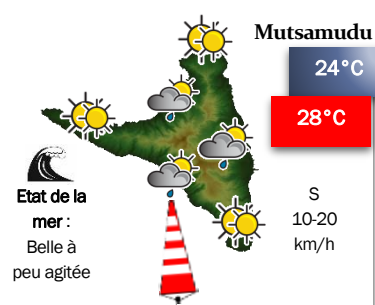 Mutsamudu
24°C
28°C
Etat de la
mer :
Belle à
peu agitée
S
10-20
km/h